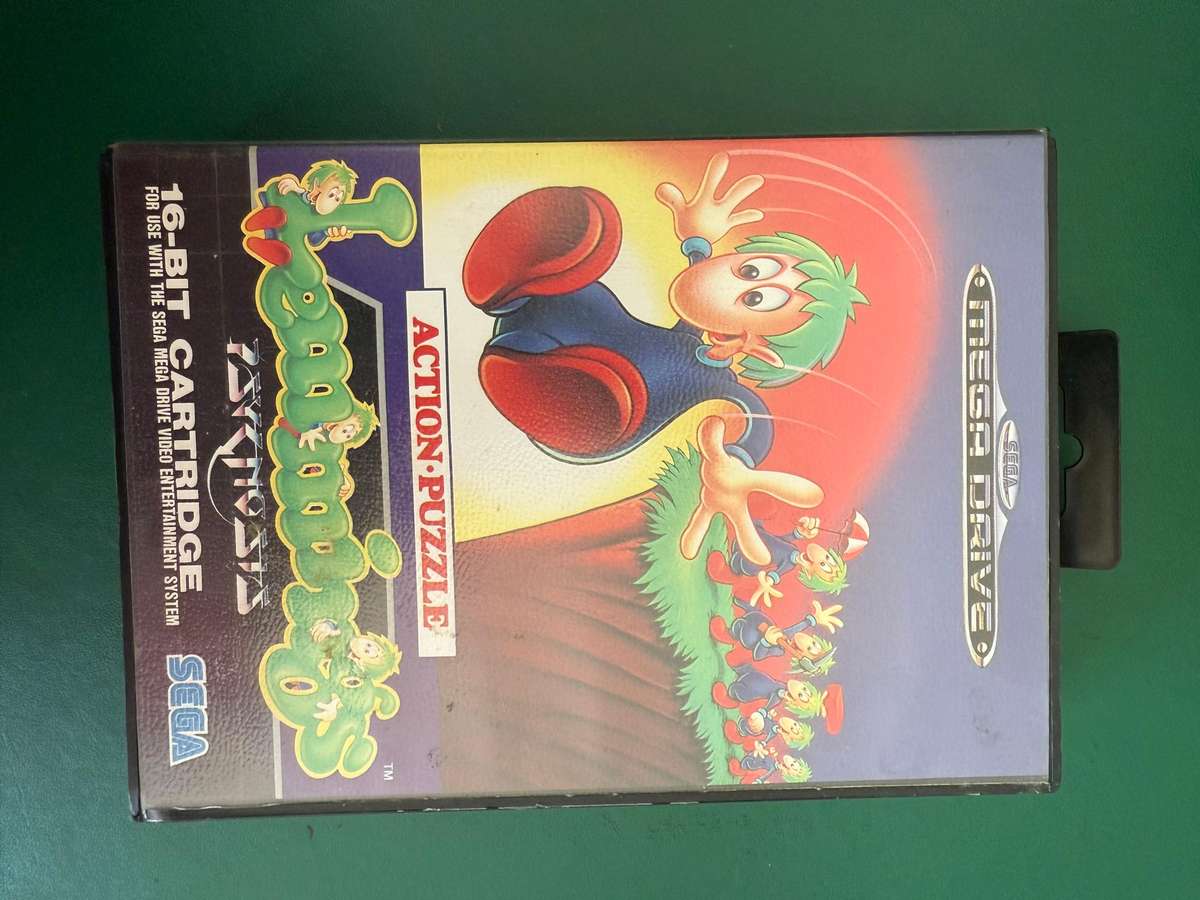 SEGA
MEGA DRIVE
ACTION•PUZZLE
Lemmings
TM
PSYGNOSIS
16-BIT CARTRIDGE
FOR USE WITH THE SEGA MEGA DRIVE VIDEO ENTERTAINMENT SYSTEM
SEGA